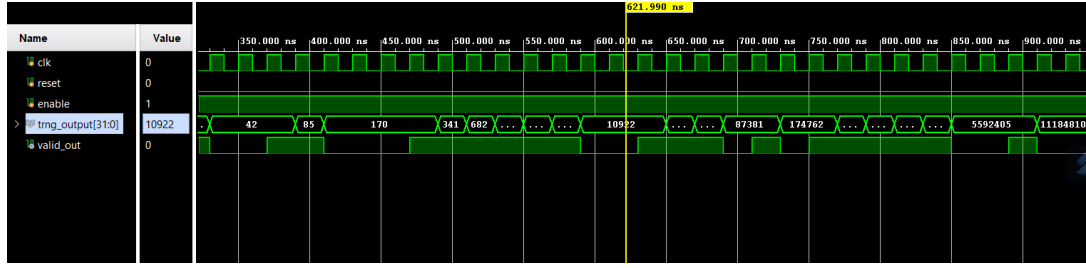 621.990 ns
Name Value
350.000 ns 400.000 ns 450.000 ns 500.000 ns 550.000 ns 600.000 ns 650.000 ns 700.000 ns 750.000 ns 800.000 ns 850.000 ns 900.000 ns
clk 0
reset 0
enable 1
trng_output[31:0] 10922 . 42 85 170 341 682 ... ... ... 10922 ... ... 87381 174762 ... ... ... ... 5592405 11184810
valid_out 0